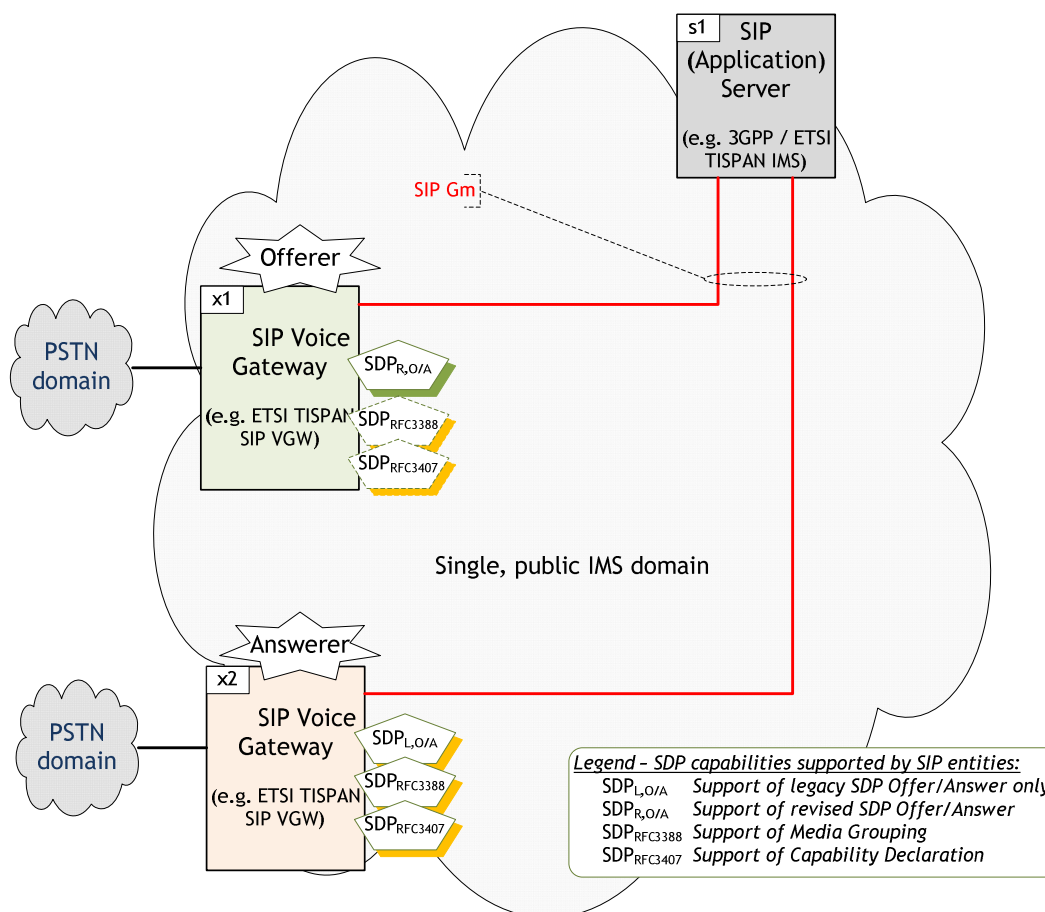 s1
SIP
(Application)
Server
(e.g. 3GPP / ETSI
TISPAN IMS)
SIP Gm
Offerer
x1
SIP Voice
Gateway
(e.g. ETSI TISPAN
SIP VGW)
SDPR,O/A
SDPRFC3388
SDPRFC3407
PSTN
domain
Single, public IMS domain
Answerer
x2
SIP Voice
Gateway
(e.g. ETSI TISPAN
SIP VGW)
SDPL,O/A
SDPRFC3388
SDPRFC3407
PSTN
domain
Legend – SDP capabilities supported by SIP entities:
SDPL,O/A Support of legacy SDP Offer/Answer only
SDPR,O/A Support of revised SDP Offer/Answer
SDPRFC3388 Support of Media Grouping
SDPRFC3407 Support of Capability Declaration